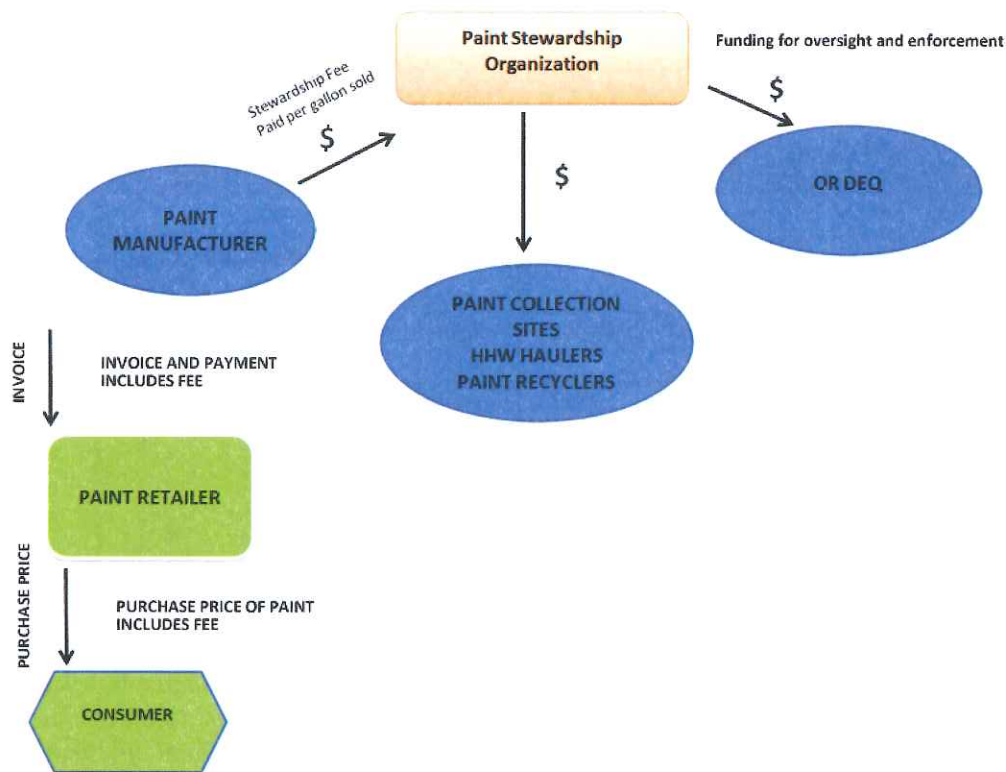 Paint Stewardship
Organization
Funding for oversight and enforcement
$
Stewardship Fee
Paid per gallon sold
$
$
OR DEQ
PAINT
MANUFACTURER
PAINT COLLECTION
SITES
HHW HAULERS
PAINT RECYCLERS
INVOICE
INVOICE AND PAYMENT
INCLUDES FEE
PAINT RETAILER
PURCHASE PRICE
PURCHASE PRICE OF PAINT
INCLUDES FEE
CONSUMER